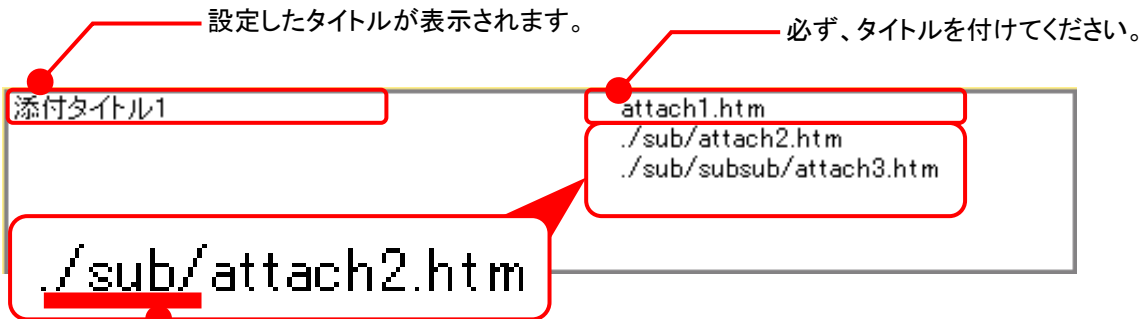 設定したタイトルが表示されます。
必ず、タイトルを付けてください。
添付タイトル1
attach1.htm
./sub/attach2.htm
./sub/subsub/attach3.htm
./sub/attach2.htm